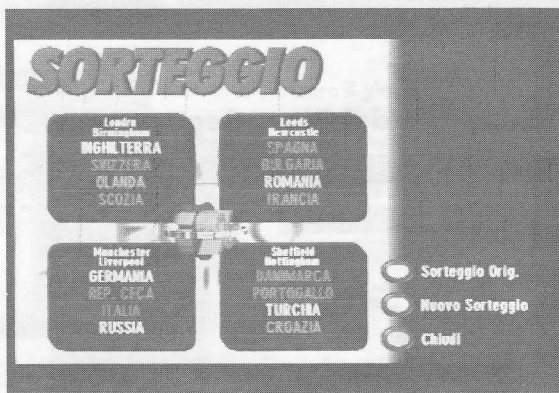 SORTEGGIO
Londra
Birmingham
INGHILTERRA
SVIZZERA
OLANDA
SCOZIA
Leeds
Newcastle
SPAGNA
BULGARIA
ROMANIA
FRANCIA
Manchester
Liverpool
GERMANIA
REP. CECA
ITALIA
RUSSIA
Sheffield
Nottingham
DANIMARCA
PORTOGALLO
TURCHIA
CROAZIA
Sorteggio Orig.
Nuovo Sorteggio
Chiudi